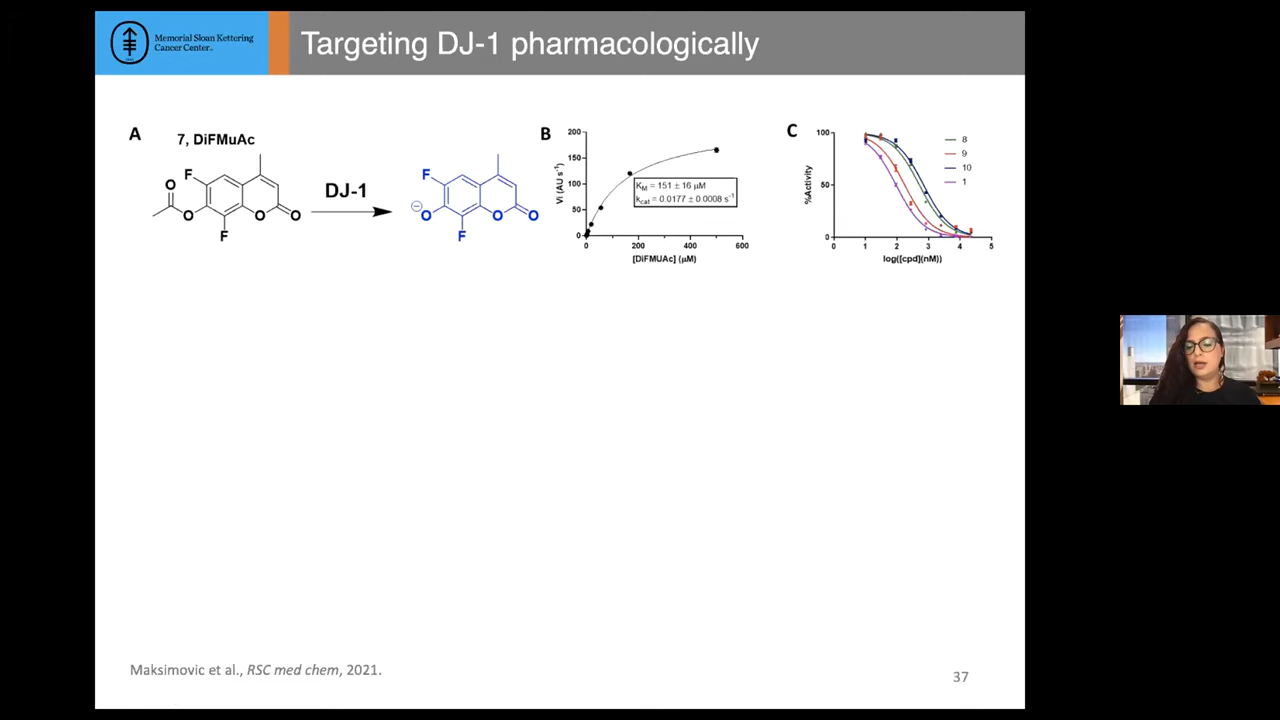 Memorial Sloan Kettering
Cancer Center
Targeting DJ-1 pharmacologically
A
7, DiFMuAc
F
O
O
O
O
F
DJ-1
F
⊖
O
O
O
F
B
200
150
100
50
0
Vi (AU s⁻¹)
K_M = 151 ± 16 μM
k_cat = 0.0177 ± 0.0008 s⁻¹
0
200
400
600
[DiFMUAc] (μM)
C
100
50
0
%Activity
8
9
10
1
0
1
2
3
4
5
log([cpd](nM))
Maksimovic et al., RSC med chem, 2021.
37